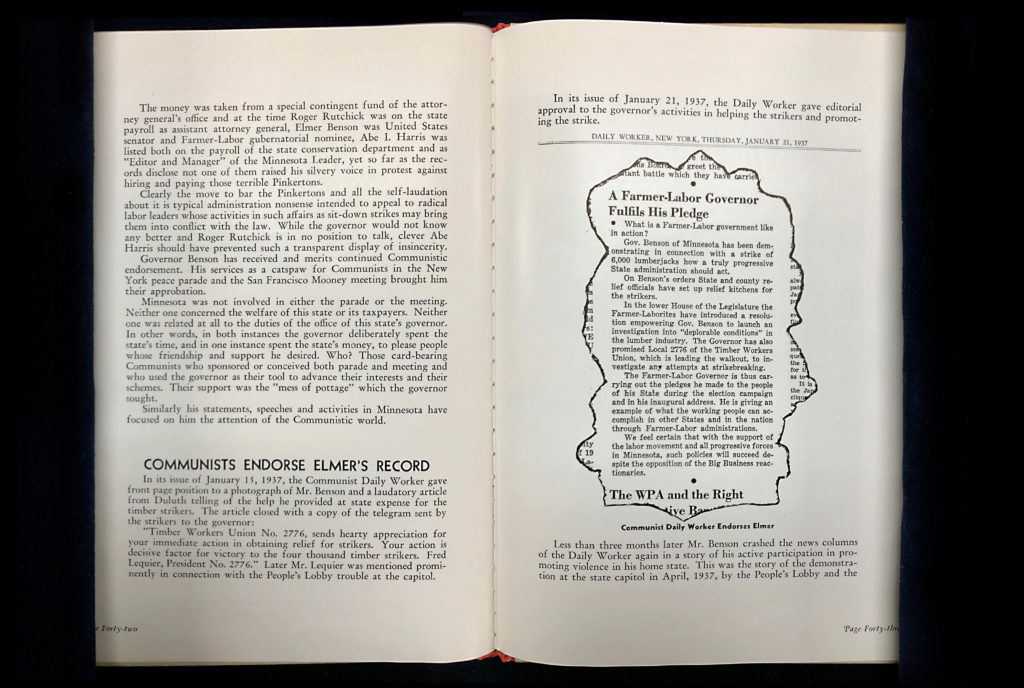 The money was taken from a special contingent fund of the attor-
ney general's office and at the time Roger Rutchick was on the state
payroll as assistant attorney general, Elmer Benson was United States
senator and Farmer-Labor gubernatorial nominee, Abe I. Harris was
listed both on the payroll of the state conservation department and as
"Editor and Manager" of the Minnesota Leader, yet so far as the rec-
ords disclose not one of them raised his silvery voice in protest against
hiring and paying those terrible Pinkertons.
Clearly the move to bar the Pinkertons and all the self-laudation
about it is typical administration nonsense intended to appeal to radical
labor leaders whose activities in such affairs as sit-down strikes may bring
them into conflict with the law. While the governor would not know
any better and Roger Rutchick is in no position to talk, clever Abe
Harris should have prevented such a transparent display of insincerity.
Governor Benson has received and merits continued Communistic
endorsement. His services as a catspaw for Communists in the New
York peace parade and the San Francisco Mooney meeting brought him
their approbation.
Minnesota was not involved in either the parade or the meeting.
Neither one concerned the welfare of this state or its taxpayers. Neither
one was related at all to the duties of the office of this state's governor.
In other words, in both instances the governor deliberately spent the
state's time, and in one instance spent the state's money, to please people
whose friendship and support he desired. Who? Those card-bearing
Communists who sponsored or conceived both parade and meeting and
who used the governor as their tool to advance their interests and their
schemes. Their support was the "mess of pottage" which the governor
sought.
Similarly his statements, speeches and activities in Minnesota have
focused on him the attention of the Communistic world.
COMMUNISTS ENDORSE ELMER'S RECORD
In its issue of January 15, 1937, the Communist Daily Worker gave
front page position to a photograph of Mr. Benson and a laudatory article
from Duluth telling of the help he provided at state expense for the
timber strikers. The article closed with a copy of the telegram sent by
the strikers to the governor:
"Timber Workers Union No. 2776, sends hearty appreciation for
your immediate action in obtaining relief for strikers. Your action is
decisive factor for victory to the four thousand timber strikers. Fred
Lequier, President No. 2776." Later Mr. Lequier was mentioned promi-
nently in connection with the People's Lobby trouble at the capitol.
e Forty-two
In its issue of January 21, 1937, the Daily Worker gave editorial
approval to the governor's activities in helping the strikers and promot-
ing the strike.
DAILY WORKER, NEW YORK, THURSDAY, JANUARY 21, 1937
greet the
tant battle which they have carrie
A Farmer-Labor Governor
Fulfils His Pledge
• What is a Farmer-Labor government like
in action?
Gov. Benson of Minnesota has been dem-
onstrating in connection with a strike of
6,000 lumberjacks how a truly progressive
State administration should act.
On Benson's orders State and county re-
lief officials have set up relief kitchens for
the strikers.
In the lower House of the Legislature the
Farmer-Laborites have introduced a resolu-
tion empowering Gov. Benson to launch an
investigation into "deplorable conditions" in
the lumber industry. The Governor has also
promised Local 2776 of the Timber Workers
Union, which is leading the walkout, to in-
vestigate any attempts at strikebreaking.
The Farmer-Labor Governor is thus car-
rying out the pledges he made to the people
of his State during the election campaign
and in his inaugural address. He is giving an
example of what the working people can ac-
complish in other States and in the nation
through Farmer-Labor administrations.
We feel certain that with the support of
the labor movement and all progressive forces
in Minnesota, such policies will succeed de-
spite the opposition of the Big Business reac-
tionaries.
The WPA and the Right
Communist Daily Worker Endorses Elmer
Less than three months later Mr. Benson crashed the news columns
of the Daily Worker again in a story of his active participation in pro-
moting violence in his home state. This was the story of the demonstra-
tion at the state capitol in April, 1937, by the People's Lobby and the
Page Forty-thr